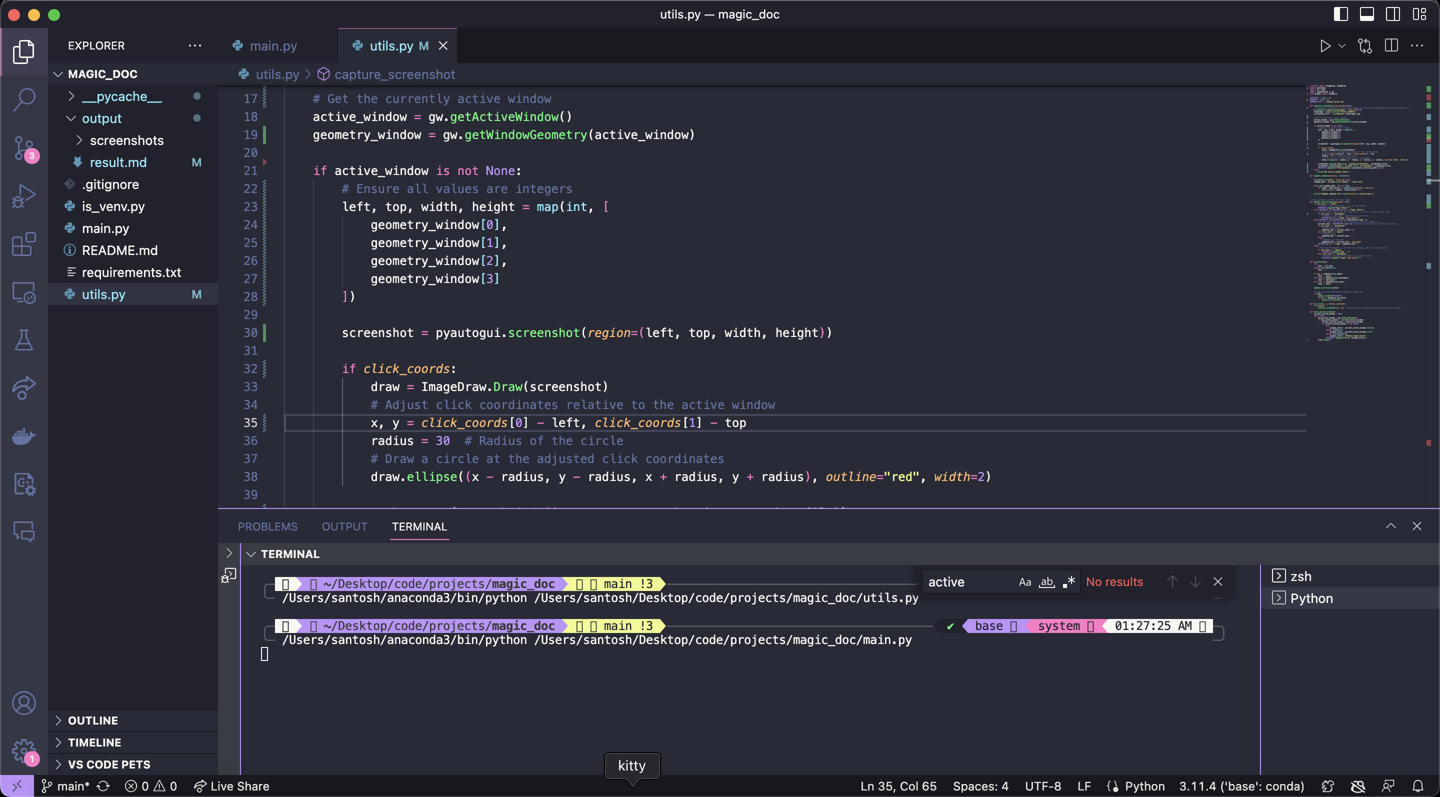 utils.py — magic_doc
EXPLORER
main.py
utils.py M
MAGIC_DOC
utils.py > capture_screenshot
__pycache__
output
screenshots
result.md M
.gitignore
is_venv.py
main.py
README.md
requirements.txt
utils.py M
3
17 # Get the currently active window
18 active_window = gw.getActiveWindow()
19 geometry_window = gw.getWindowGeometry(active_window)
20
21 if active_window is not None:
22 # Ensure all values are integers
23 left, top, width, height = map(int, [
24 geometry_window[0],
25 geometry_window[1],
26 geometry_window[2],
27 geometry_window[3]
28 ])
29
30 screenshot = pyautogui.screenshot(region=(left, top, width, height))
31
32 if click_coords:
33 draw = ImageDraw.Draw(screenshot)
34 # Adjust click coordinates relative to the active window
35 x, y = click_coords[0] - left, click_coords[1] - top
36 radius = 30 # Radius of the circle
37 # Draw a circle at the adjusted click coordinates
38 draw.ellipse((x - radius, y - radius, x + radius, y + radius), outline="red", width=2)
39
PROBLEMS OUTPUT TERMINAL
TERMINAL
~/Desktop/code/projects/magic_doc main !3
/Users/santosh/anaconda3/bin/python /Users/santosh/Desktop/code/projects/magic_doc/utils.py
active Aa ab .* No results
~/Desktop/code/projects/magic_doc main !3 ✔ base system 01:27:25 AM
/Users/santosh/anaconda3/bin/python /Users/santosh/Desktop/code/projects/magic_doc/main.py
zsh
Python
OUTLINE
TIMELINE
VS CODE PETS
1
kitty
main* 0 0 Live Share Ln 35, Col 65 Spaces: 4 UTF-8 LF Python 3.11.4 ('base': conda)